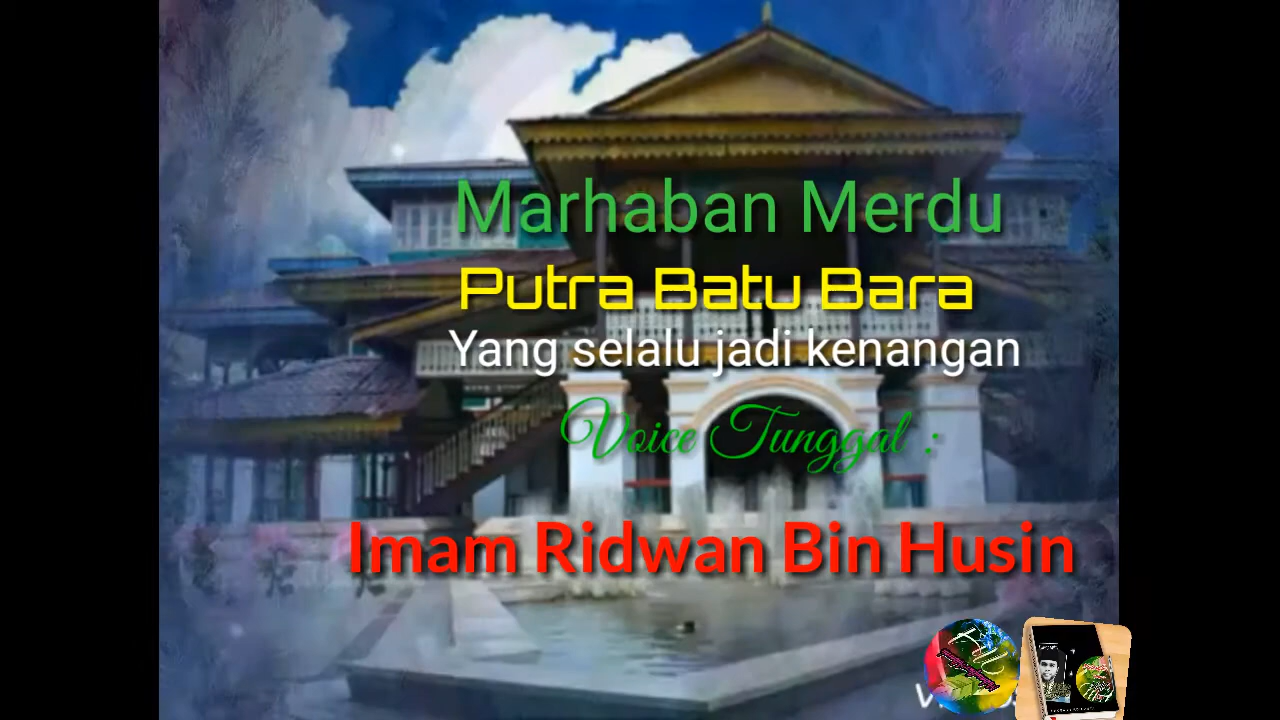 Marhaban Merdu
Putra Batu Bara
Yang selalu jadi kenangan
Voice Tunggal :
Imam Ridwan Bin Husin